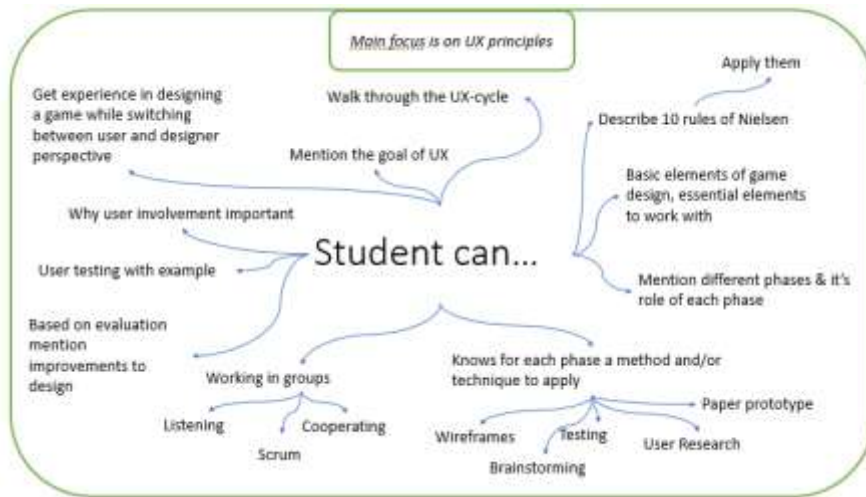 Main focus is on UX principles
Apply them
Get experience in designing
a game while switching
between user and designer
perspective
Walk through the UX-cycle
Describe 10 rules of Nielsen
Mention the goal of UX
Basic elements of game
design, essential elements
to work with
Why user involvement important
Student can...
User testing with example
Mention different phases & it's
role of each phase
Based on evaluation
mention
improvements to
design
Working in groups
Listening
Cooperating
Scrum
Knows for each phase a method and/or
technique to apply
Paper prototype
Wireframes
Testing
User Research
Brainstorming